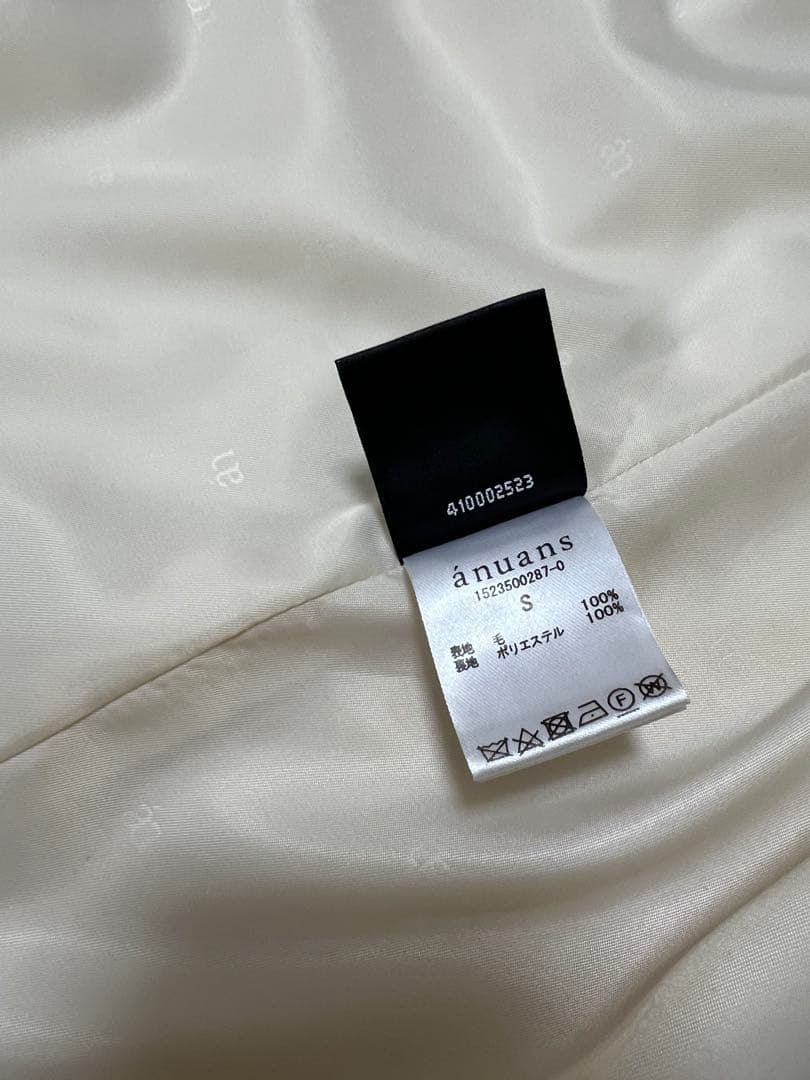 410002523
ánuans
1523500287-0
S
表地 毛 100%
裏地 ポリエステル 100%
F
W